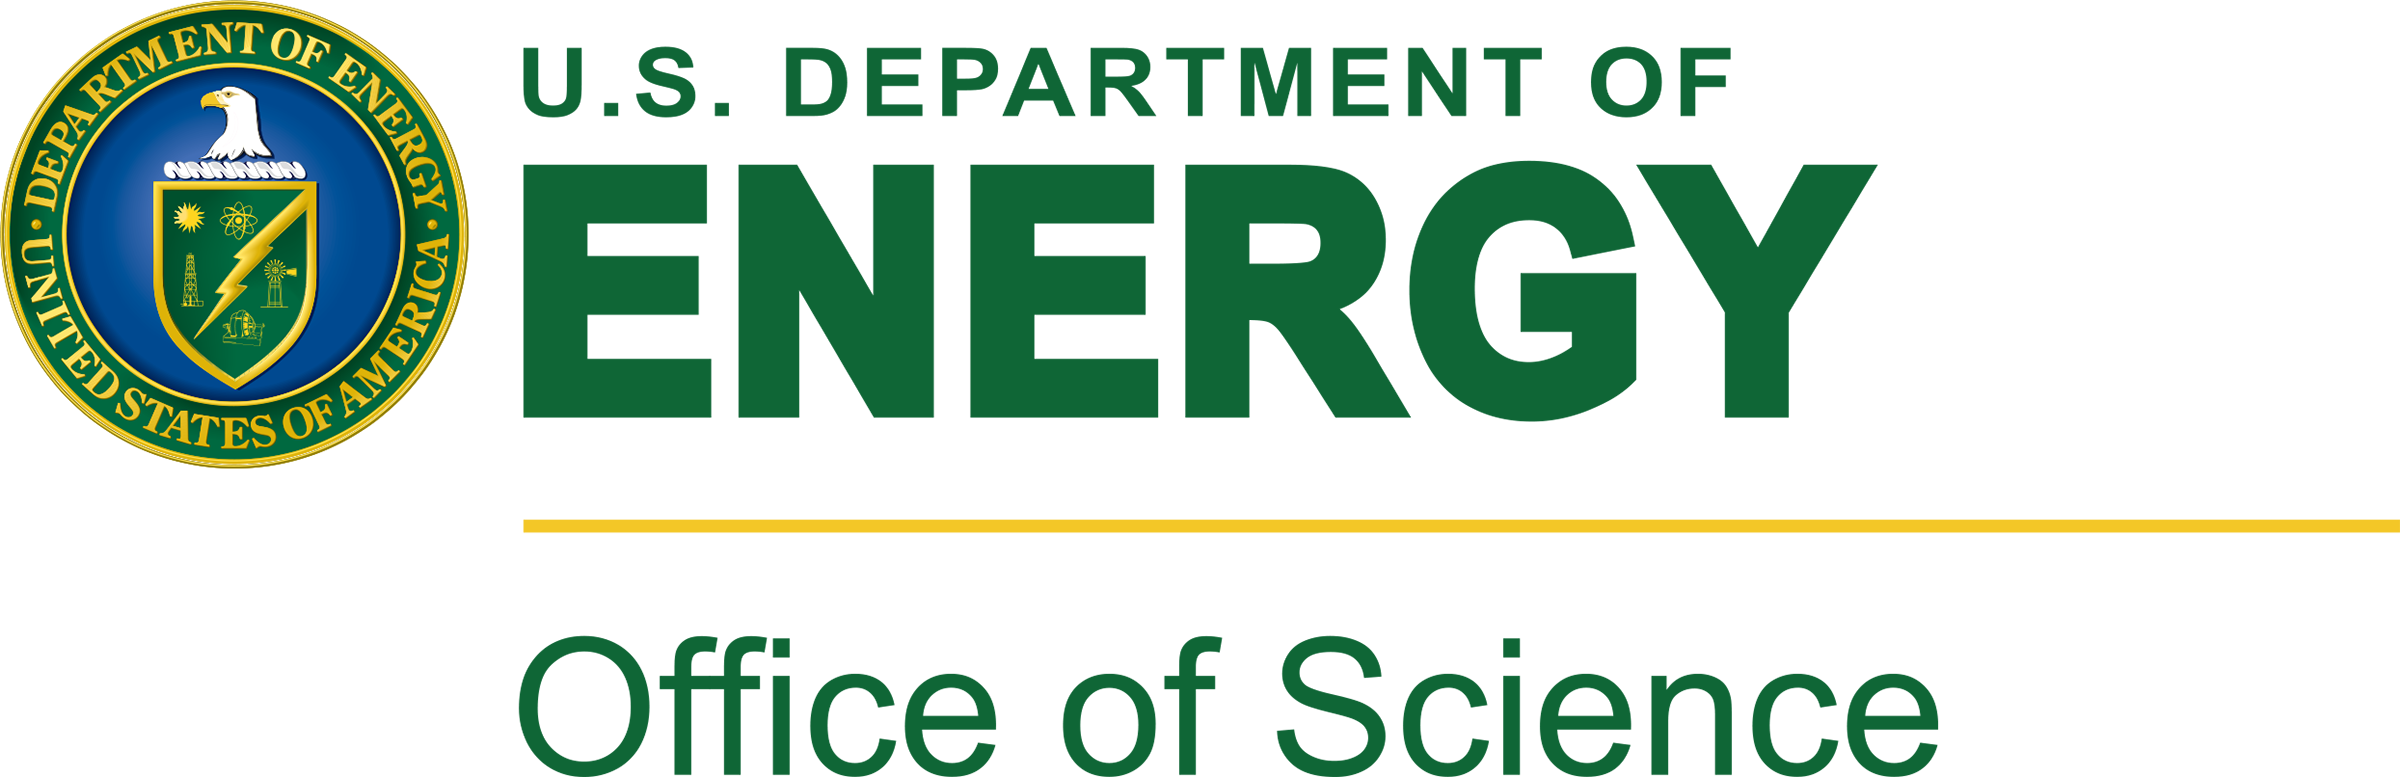 DEPARTMENT OF ENERGY
UNITED STATES OF AMERICA
U.S. DEPARTMENT OF
ENERGY
Office of Science